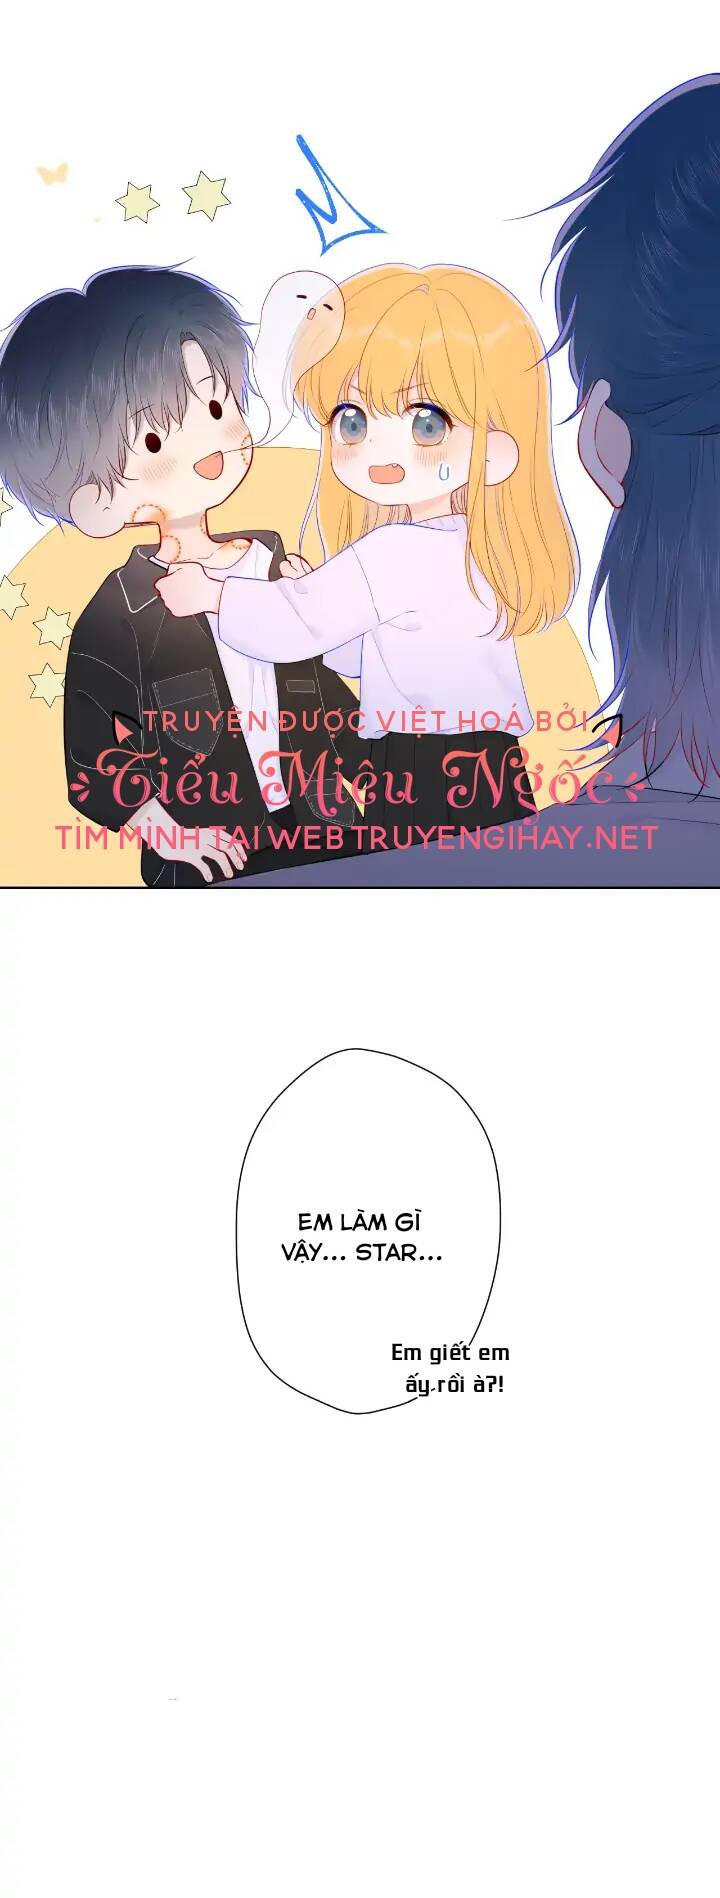 TRUYỆN ĐƯỢC VIỆT HOÁ BỞI
Tiểu Miêu Ngốc
TÌM MÌNH TẠI WEB TRUYENGIHAY.NET
EM LÀM GÌ
VẬY... STAR...
Em giết em
ấy rồi à?!